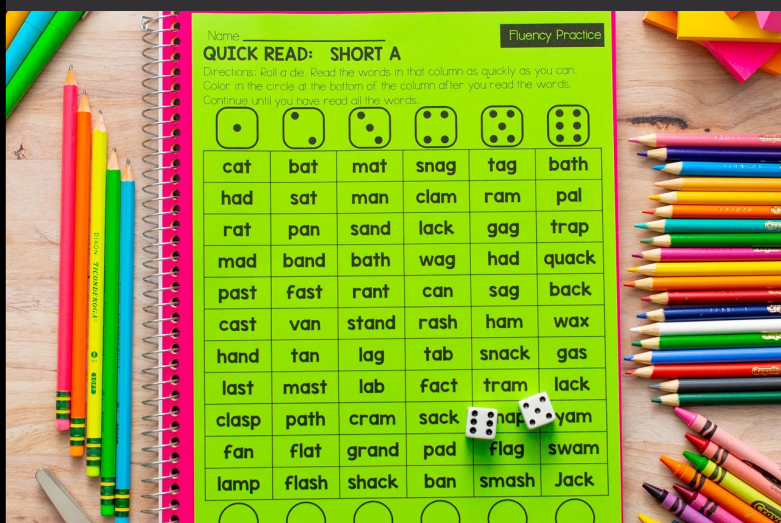 Name
Fluency Practice
QUICK READ: SHORT A
Directions: Roll a die. Read the words in that column as quickly as you can.
Color in the circle at the bottom of the column after you read the words.
Continue until you have read all the words.
cat bat mat snag tag bath
had sat man clam ram pal
rat pan sand lack gag trap
mad band bath wag had quack
past fast rant can sag back
cast van stand rash ham wax
hand tan lag tab snack gas
last mast lab fact tram lack
clasp path cram sack yam
fan flat grand pad flag swam
lamp flash shack ban smash Jack
DIXON TICONDEROGA